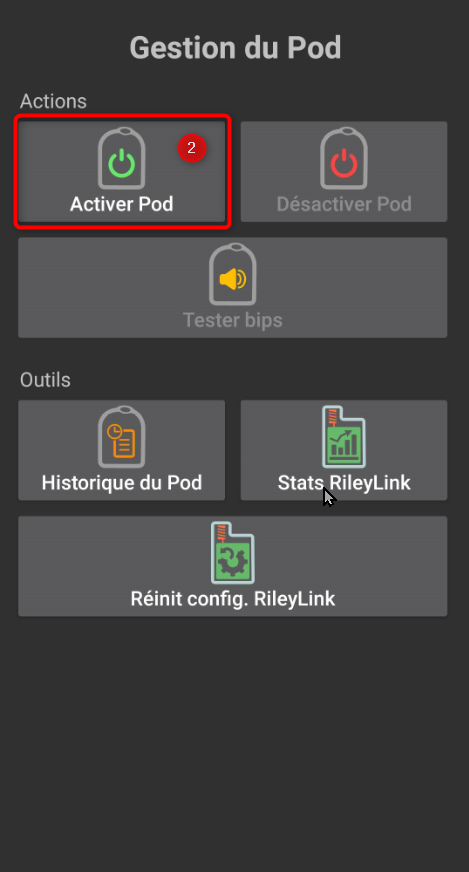 Gestion du Pod
Actions
2
Activer Pod
Désactiver Pod
Tester bips
Outils
Historique du Pod
Stats RileyLink
Réinit config. RileyLink